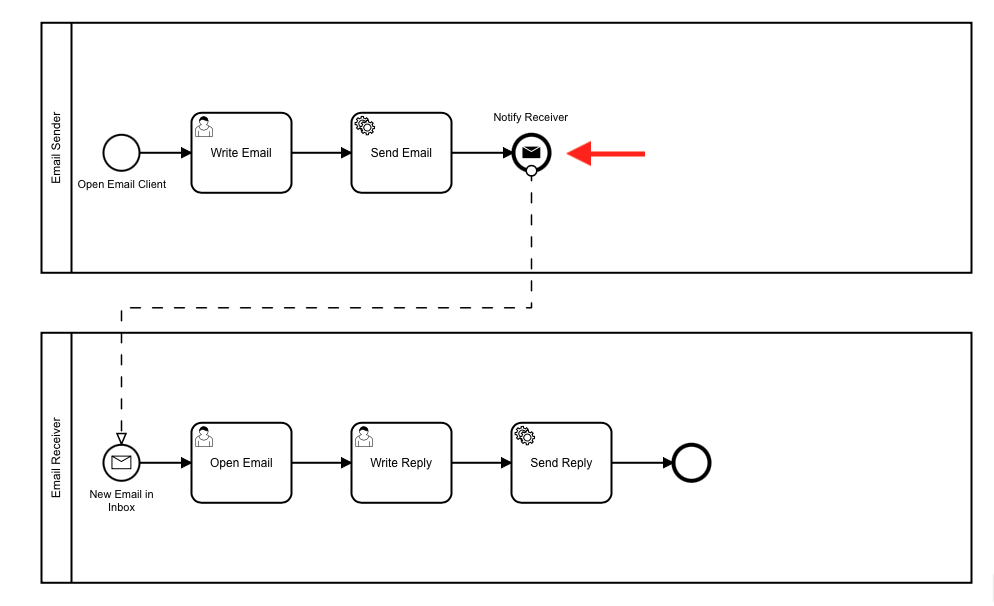 Email Sender
Notify Receiver
Write Email
Send Email
Open Email Client
Email Receiver
Open Email
Write Reply
Send Reply
New Email in
Inbox